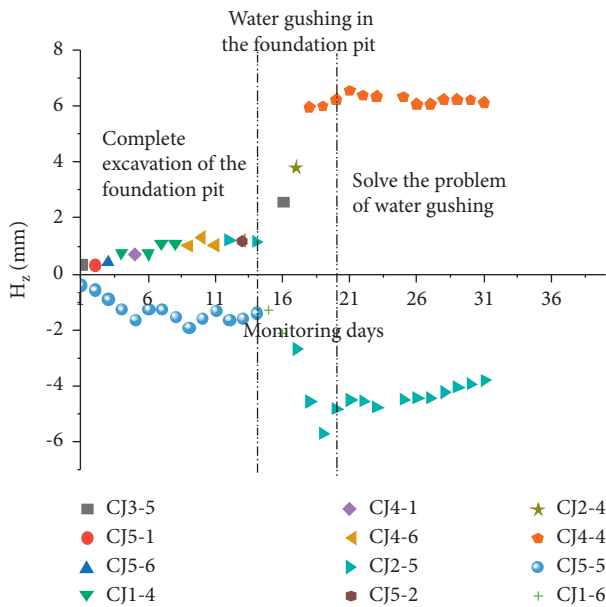 Water gushing in
the foundation pit
8
6
4
2
0
-2
-4
-6
H_z (mm)
Complete
excavation of the
foundation pit
Solve the problem
of water gushing
1 6 11 16 21 26 31 36
Monitoring days
CJ3-5 CJ4-1 CJ2-4
CJ5-1 CJ4-6 CJ4-4
CJ5-6 CJ2-5 CJ5-5
CJ1-4 CJ5-2 CJ1-6